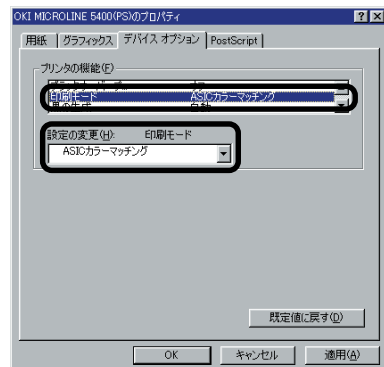 OKI MICROLINE 5400(PS)のプロパティ
用紙 グラフィックス デバイス オプション PostScript
プリンタの機能(F)
印刷モード ASICカラーマッチング
黒の生成 自動
設定の変更(H): 印刷モード
ASICカラーマッチング
既定値に戻す(D)
OK キャンセル 適用(A)